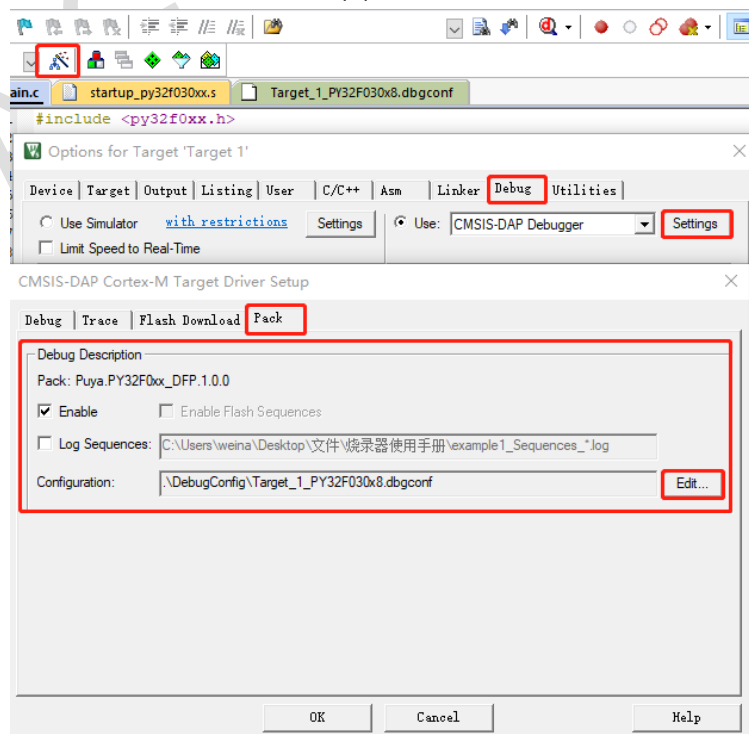 ain.c startup_py32f030xx.s Target_1_PY32F030x8.dbgconf
#include <py32f0xx.h>
Options for Target 'Target 1'
Device Target Output Listing User C/C++ Asm Linker Debug Utilities
Use Simulator with restrictions Settings Use: CMSIS-DAP Debugger Settings
Limit Speed to Real-Time
CMSIS-DAP Cortex-M Target Driver Setup
Debug Trace Flash Download Pack
Debug Description
Pack: Puya.PY32F0xx_DFP.1.0.0
Enable Enable Flash Sequences
Log Sequences: C:\Users\weina\Desktop\文件\烧录器使用手册\example1_Sequences_*.log
Configuration: .\DebugConfig\Target_1_PY32F030x8.dbgconf Edit...
OK Cancel Help